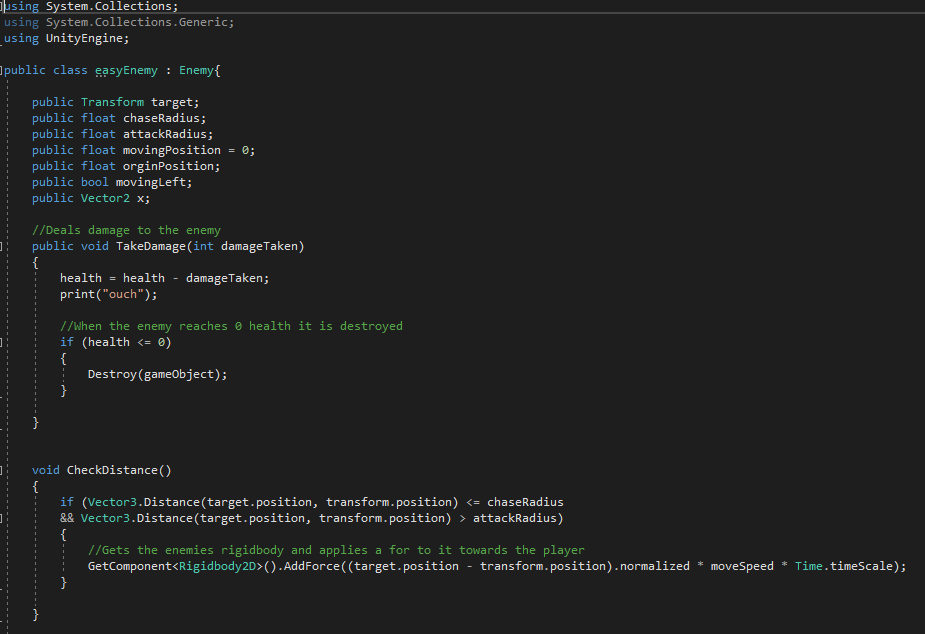 using System.Collections;
using System.Collections.Generic;
using UnityEngine;
public class easyEnemy : Enemy{
public Transform target;
public float chaseRadius;
public float attackRadius;
public float movingPosition = 0;
public float orginPosition;
public bool movingLeft;
public Vector2 x;
//Deals damage to the enemy
public void TakeDamage(int damageTaken)
{
health = health - damageTaken;
print("ouch");
//When the enemy reaches 0 health it is destroyed
if (health <= 0)
{
Destroy(gameObject);
}
}
void CheckDistance()
{
if (Vector3.Distance(target.position, transform.position) <= chaseRadius
&& Vector3.Distance(target.position, transform.position) > attackRadius)
{
//Gets the enemies rigidbody and applies a for to it towards the player
GetComponent<Rigidbody2D>().AddForce((target.position - transform.position).normalized * moveSpeed * Time.timeScale);
}
}